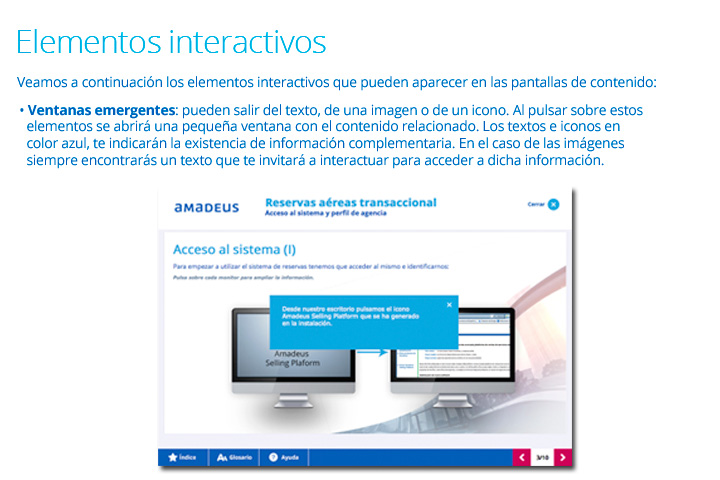 Elementos interactivos
Veamos a continuación los elementos interactivos que pueden aparecer en las pantallas de contenido:
• Ventanas emergentes: pueden salir del texto, de una imagen o de un icono. Al pulsar sobre estos
elementos se abrirá una pequeña ventana con el contenido relacionado. Los textos e iconos en
color azul, te indicarán la existencia de información complementaria. En el caso de las imágenes
siempre encontrarás un texto que te invitará a interactuar para acceder a dicha información.
amadeus
Reservas aéreas transaccional
Acceso al sistema y perfil de agencia
Cerrar
Acceso al sistema (I)
Para empezar a utilizar el sistema de reservas tenemos que acceder al mismo e identificarnos:
Pulsa sobre cada monitor para ampliar la información.
Desde nuestro escritorio pulsamos el icono
Amadeus Selling Platform que se ha generado
en la instalación.
Amadeus
Selling Plaform
Índice
Glosario
Ayuda
3/10